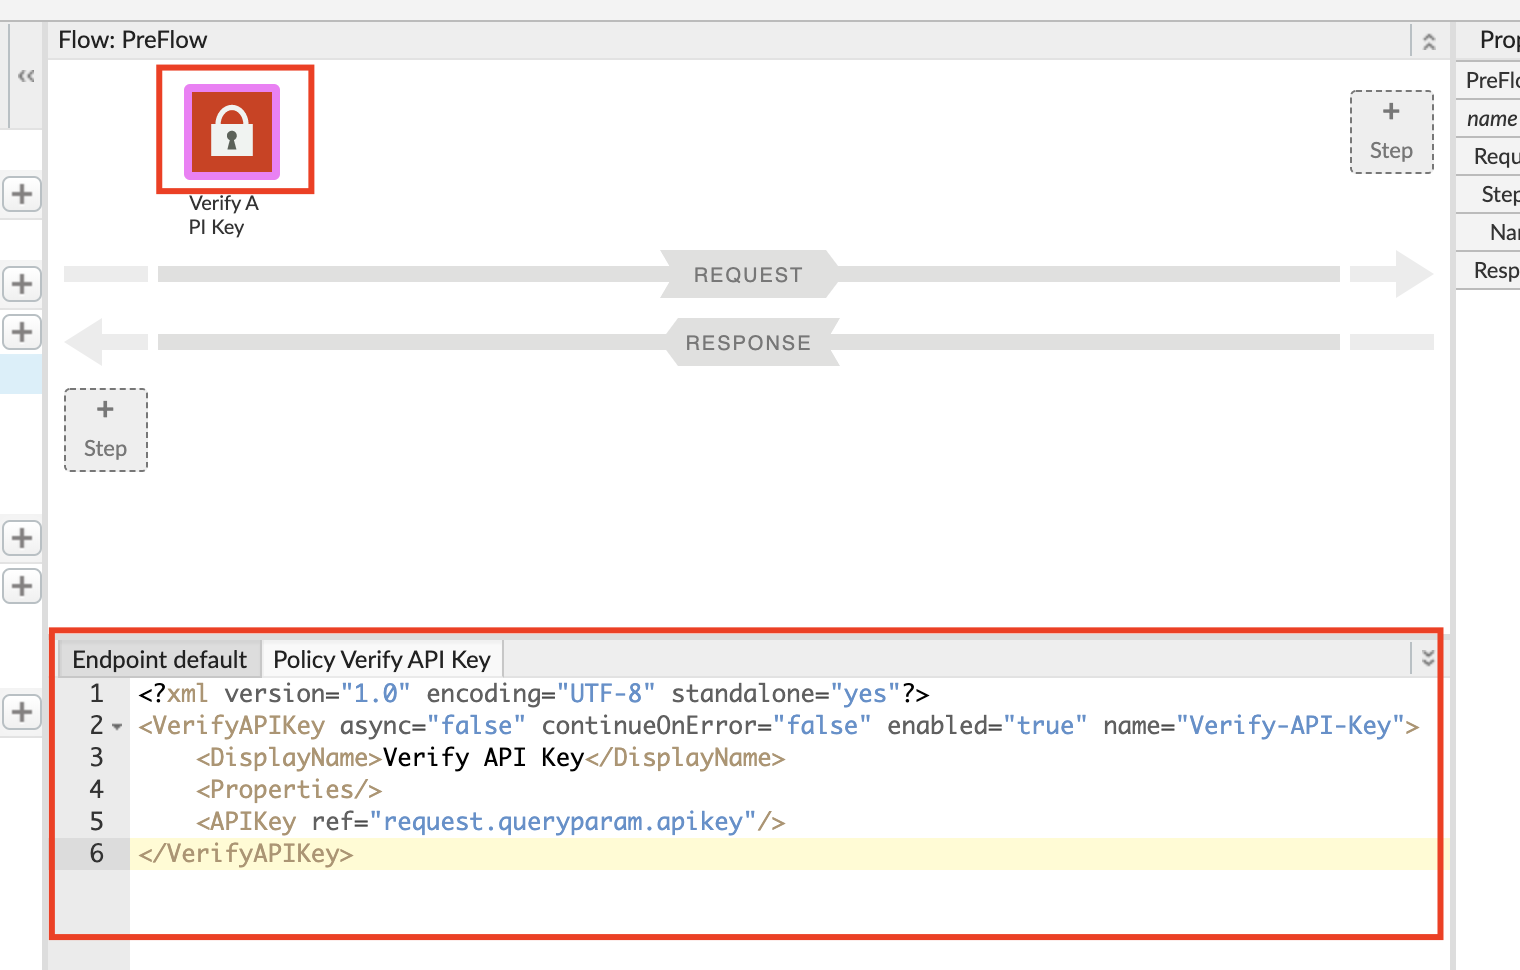 Flow: PreFlow
Verify A
PI Key
+
Step
REQUEST
RESPONSE
+
Step
Endpoint default
Policy Verify API Key
1 <?xml version="1.0" encoding="UTF-8" standalone="yes"?>
2 <VerifyAPIKey async="false" continueOnError="false" enabled="true" name="Verify-API-Key">
3 <DisplayName>Verify API Key</DisplayName>
4 <Properties/>
5 <APIKey ref="request.queryparam.apikey"/>
6 </VerifyAPIKey>
Prop
PreFlo
name
Requ
Step
Nar
Resp